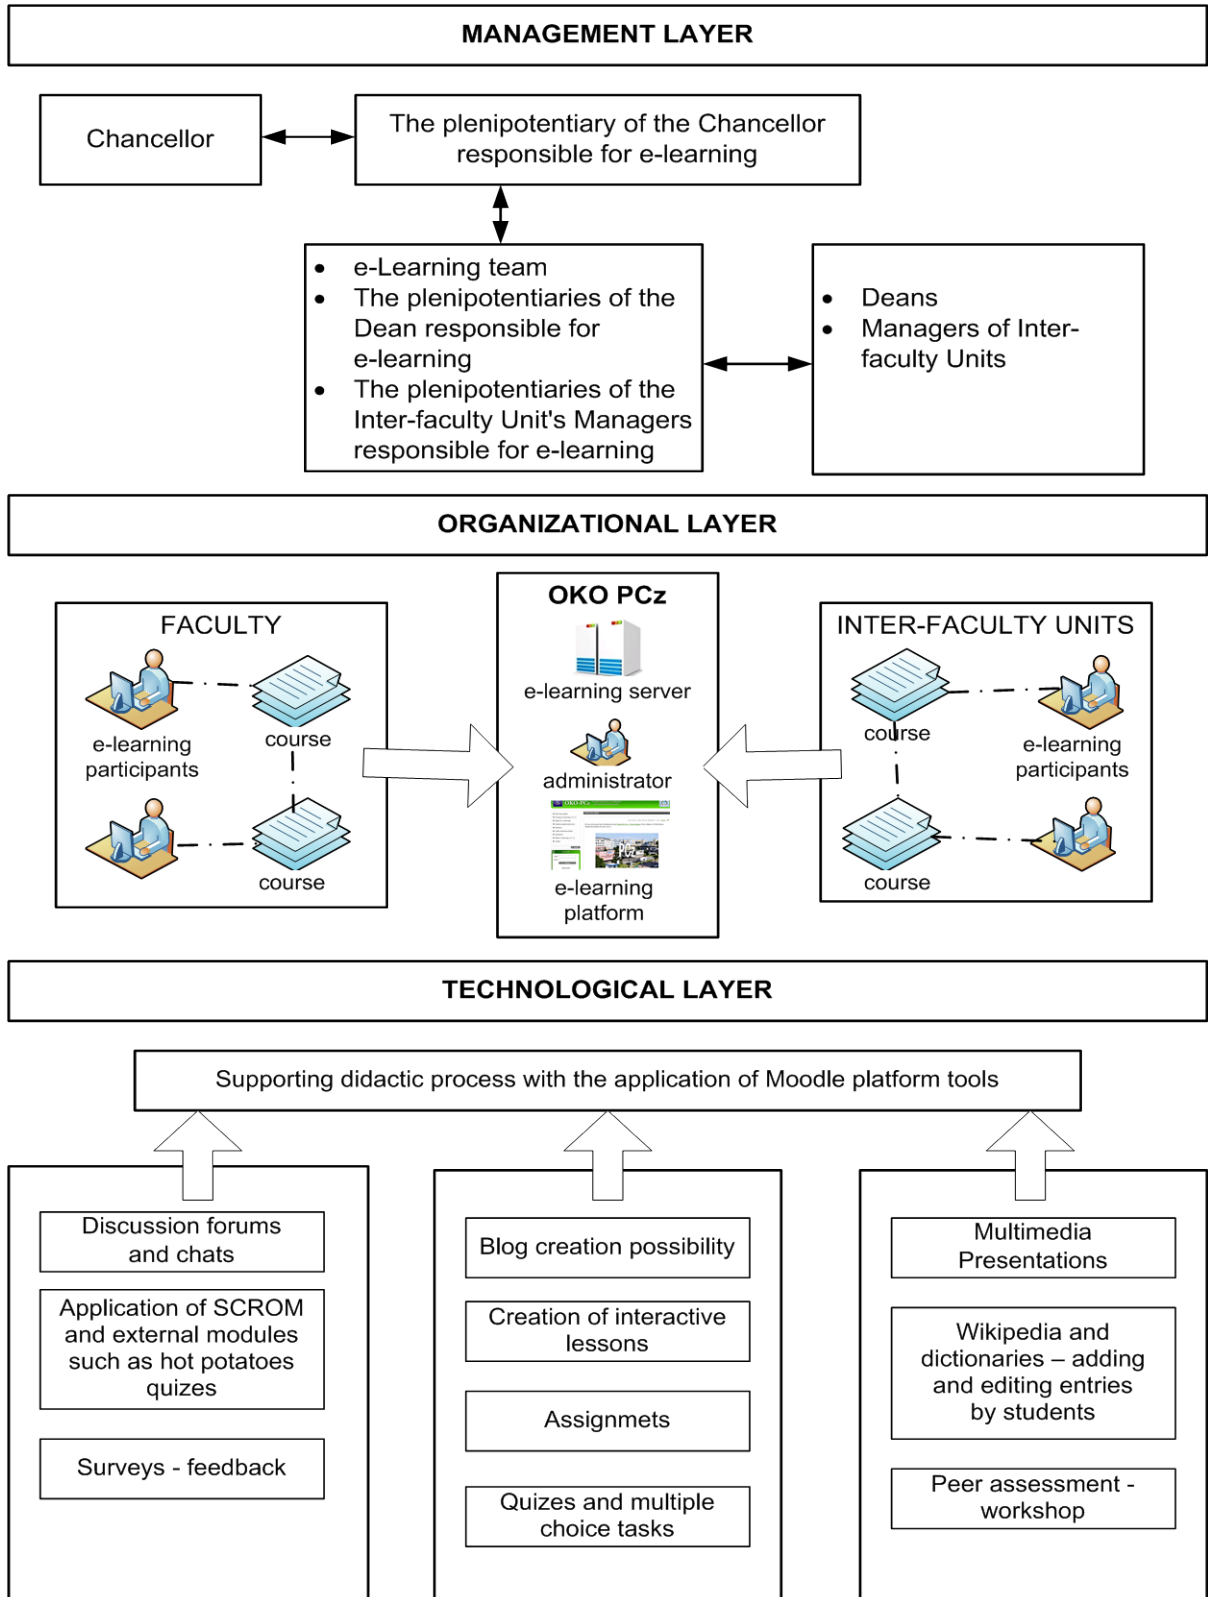 MANAGEMENT LAYER
Chancellor
The plenipotentiary of the Chancellor
responsible for e-learning
• e-Learning team
• The plenipotentiaries of the
Dean responsible for
e-learning
• The plenipotentiaries of the
Inter-faculty Unit's Managers
responsible for e-learning
• Deans
• Managers of Inter-
faculty Units
ORGANIZATIONAL LAYER
FACULTY
e-learning
participants
course
course
OKO PCz
e-learning server
administrator
OKO PCz
PCz
e-learning
platform
INTER-FACULTY UNITS
course
e-learning
participants
course
TECHNOLOGICAL LAYER
Supporting didactic process with the application of Moodle platform tools
Discussion forums
and chats
Application of SCROM
and external modules
such as hot potatoes
quizes
Surveys - feedback
Blog creation possibility
Creation of interactive
lessons
Assignmets
Quizes and multiple
choice tasks
Multimedia
Presentations
Wikipedia and
dictionaries – adding
and editing entries
by students
Peer assessment -
workshop